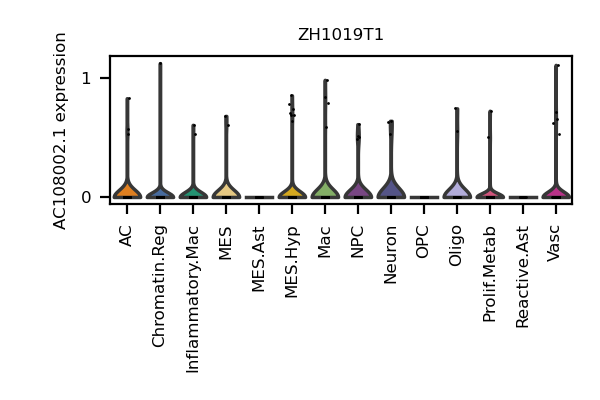 ZH1019T1
AC108002.1 expression
1
0
AC
Chromatin.Reg
Inflammatory.Mac
MES
MES.Ast
MES.Hyp
Mac
NPC
Neuron
OPC
Oligo
Prolif.Metab
Reactive.Ast
Vasc